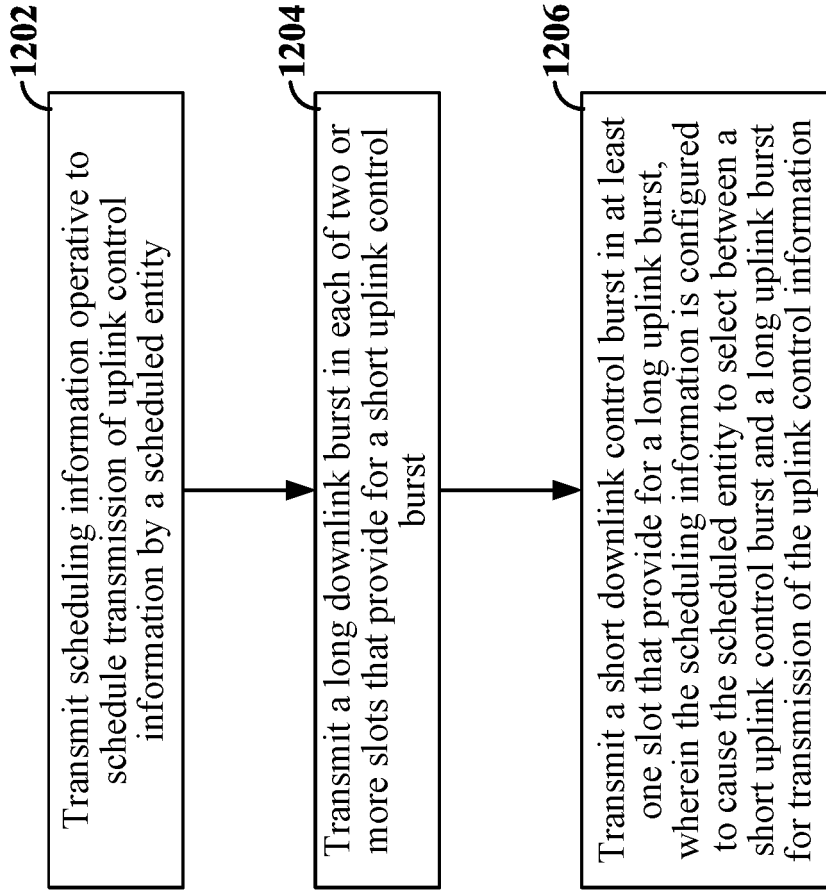 1202
Transmit scheduling information operative to
schedule transmission of uplink control
information by a scheduled entity
1204
Transmit a long downlink burst in each of two or
more slots that provide for a short uplink control
burst
1206
Transmit a short downlink control burst in at least
one slot that provide for a long uplink burst,
wherein the scheduling information is configured
to cause the scheduled entity to select between a
short uplink control burst and a long uplink burst
for transmission of the uplink control information